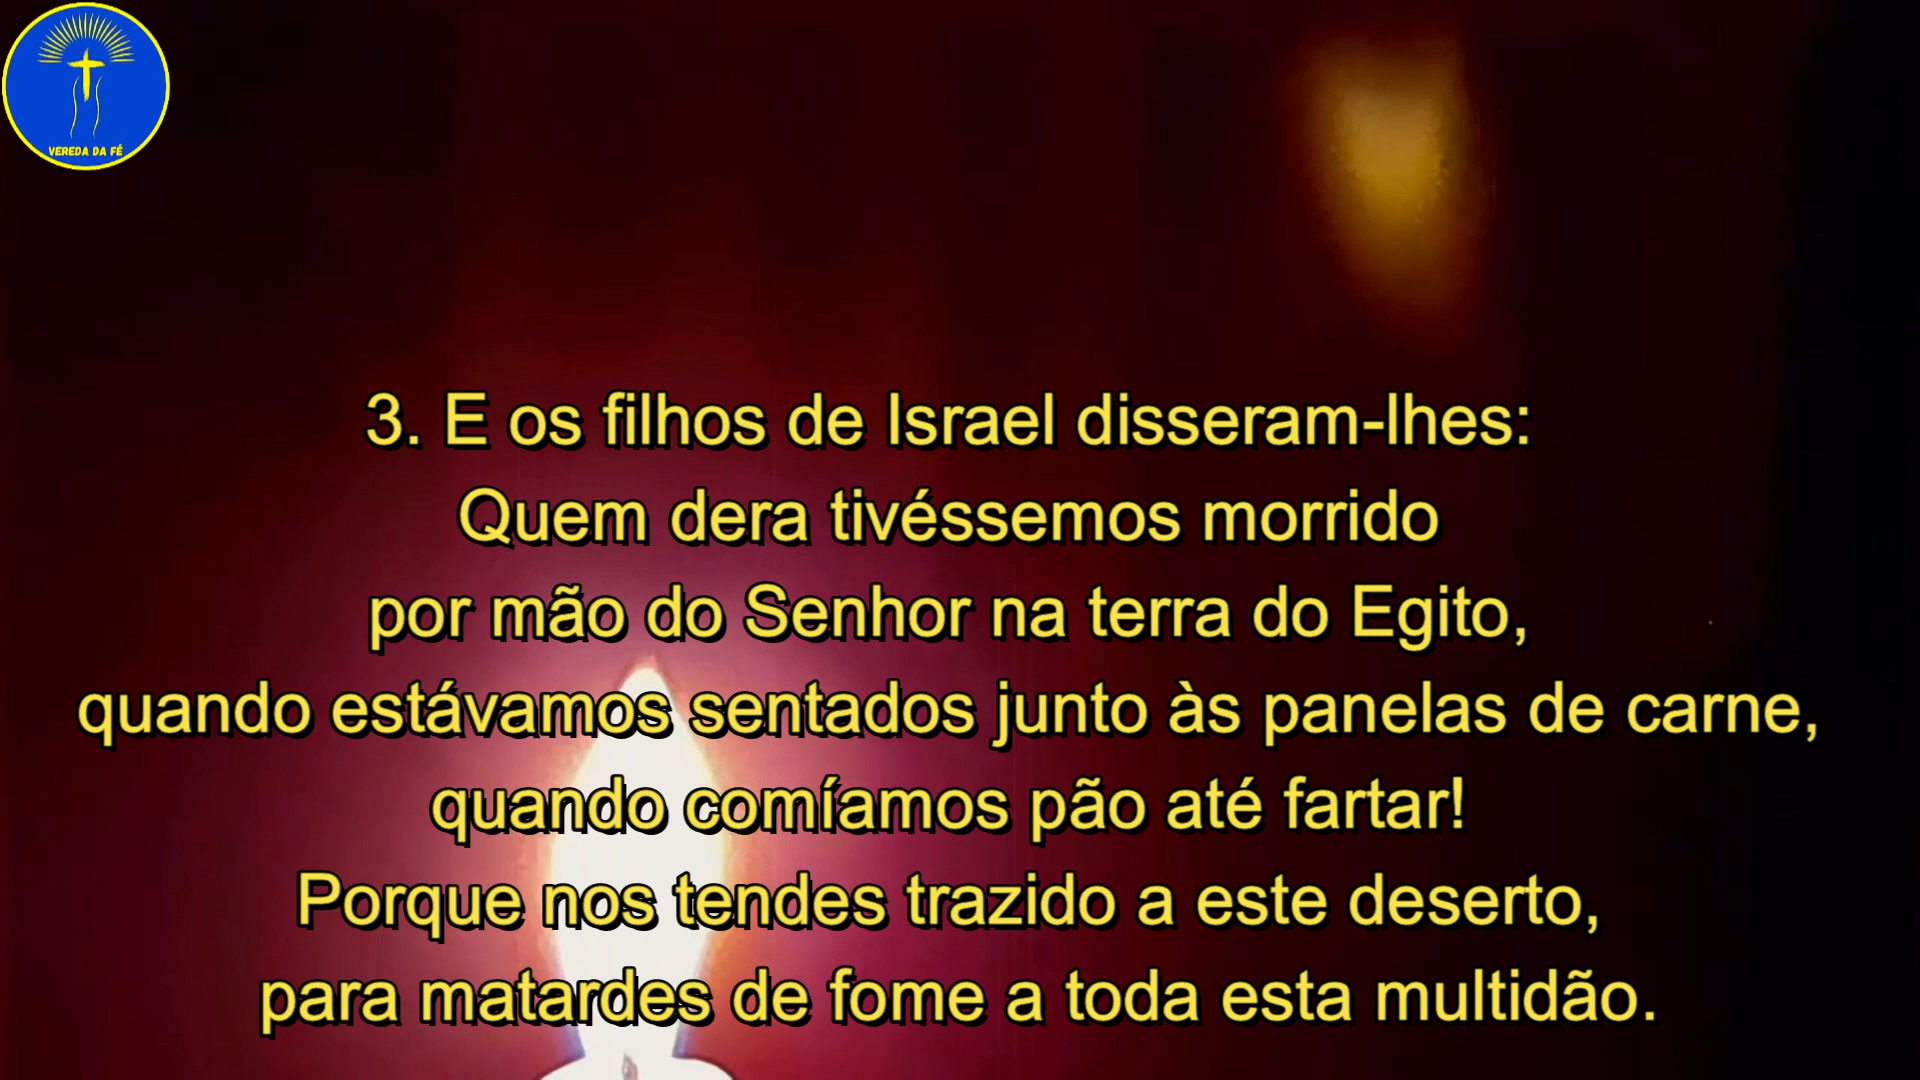 VEREDA DA FÉ
3. E os filhos de Israel disseram-lhes:
Quem dera tivéssemos morrido
por mão do Senhor na terra do Egito,
quando estávamos sentados junto às panelas de carne,
quando comíamos pão até fartar!
Porque nos tendes trazido a este deserto,
para matardes de fome a toda esta multidão.